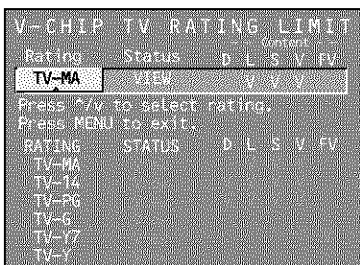 V-CHIP TV RATING LIMIT
Content
Rating Status D L S V FV
TV-MA VIEW V V V
Press ^/v to select rating.
Press MENU to exit.
RATING STATUS D L S V FV
TV-MA
TV-14
TV-PG
TV-G
TV-Y7
TV-Y